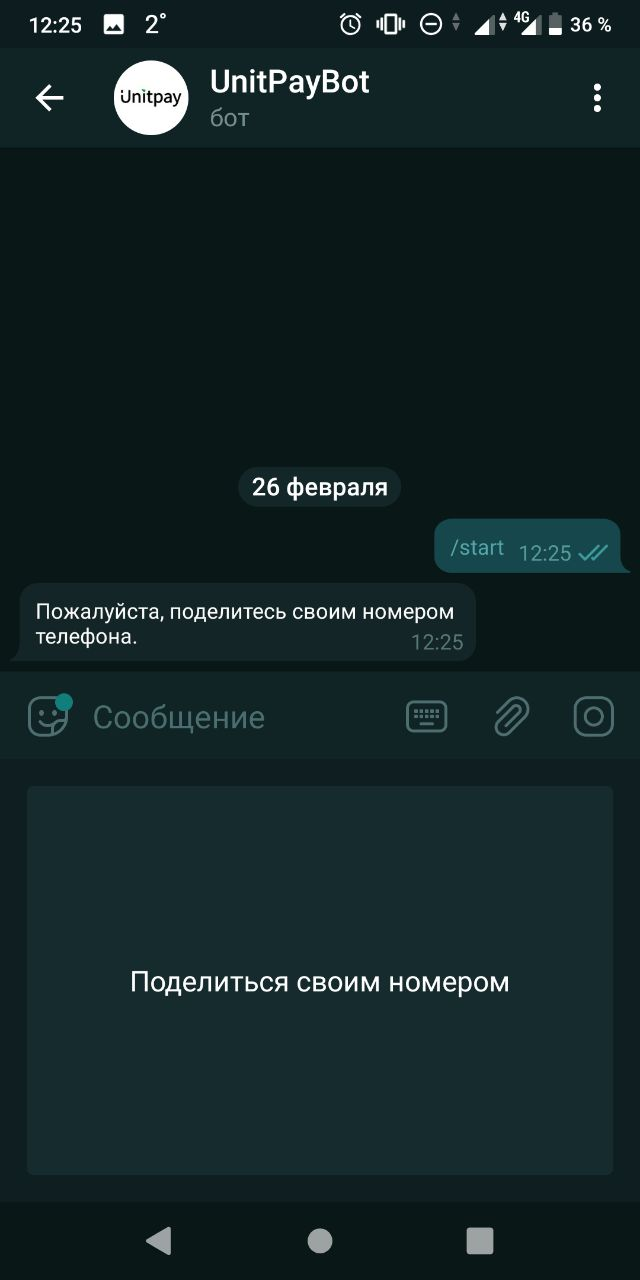 12:25 2° 4G 36 %
Unitpay
UnitPayBot
бот
26 февраля
/start 12:25
Пожалуйста, поделитесь своим номером
телефона.
12:25
Сообщение
Поделиться своим номером